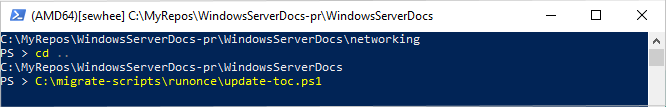 (AMD64)[sewhee] C:\MyRepos\WindowsServerDocs-pr\WindowsServerDocs
C:\MyRepos\WindowsServerDocs-pr\WindowsServerDocs\networking
PS > cd ..
C:\MyRepos\WindowsServerDocs-pr\WindowsServerDocs
PS > C:\migrate-scripts\runonce\update-toc.ps1